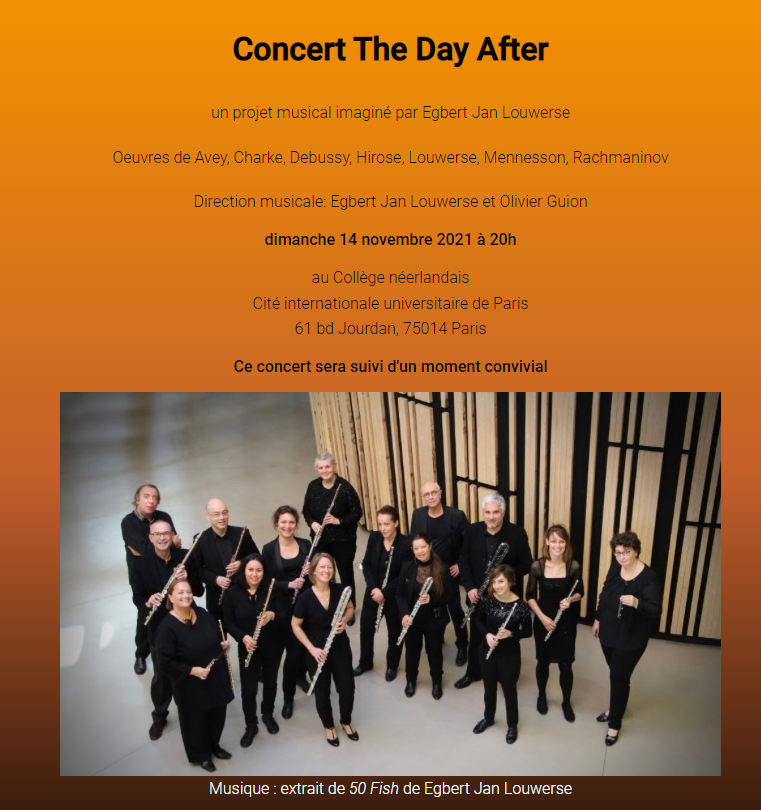 Concert The Day After
un projet musical imaginé par Egbert Jan Louwerse
Oeuvres de Avey, Charke, Debussy, Hirose, Louwerse, Mennesson, Rachmaninov
Direction musicale: Egbert Jan Louwerse et Olivier Guion
dimanche 14 novembre 2021 à 20h
au Collège néerlandais
Cité internationale universitaire de Paris
61 bd Jourdan, 75014 Paris
Ce concert sera suivi d'un moment convivial
Musique : extrait de 50 Fish de Egbert Jan Louwerse